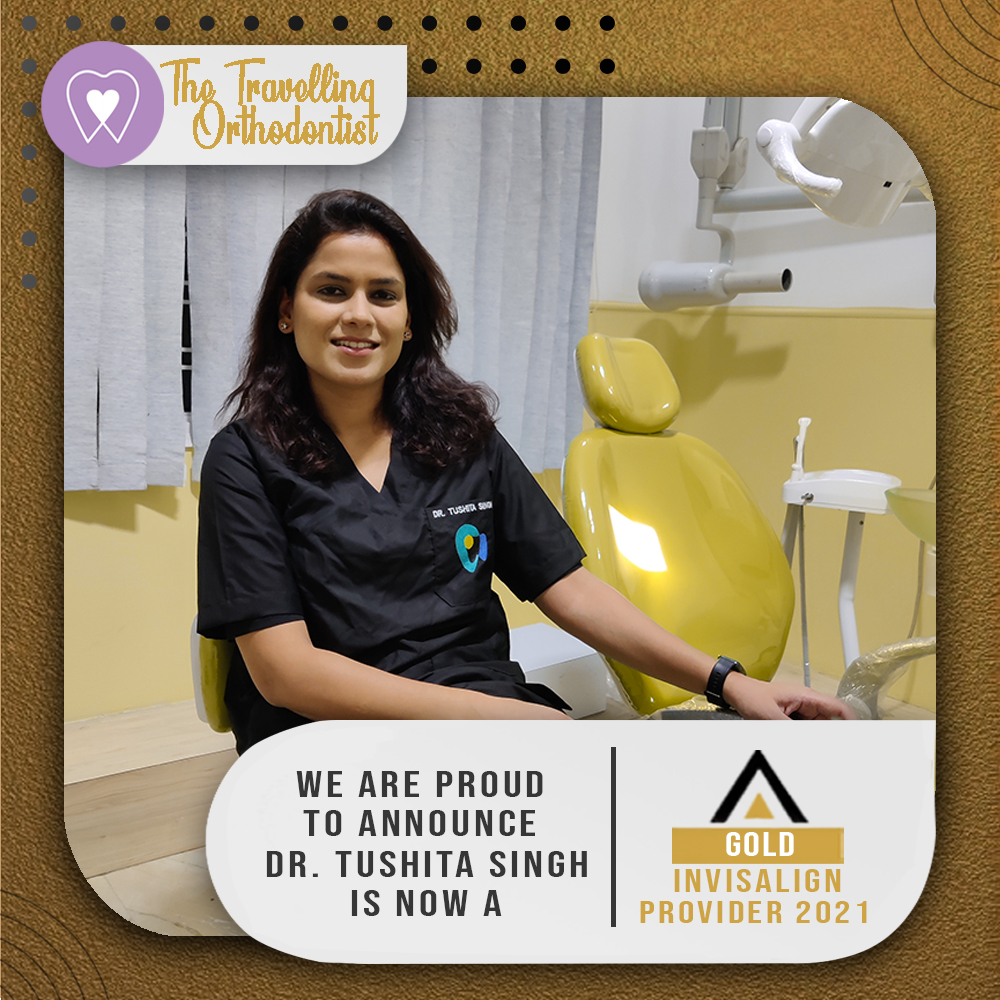 The Travelling
Orthodontist
DR. TUSHITA SINGH
WE ARE PROUD
TO ANNOUNCE
DR. TUSHITA SINGH
IS NOW A
GOLD
INVISALIGN
PROVIDER 2021